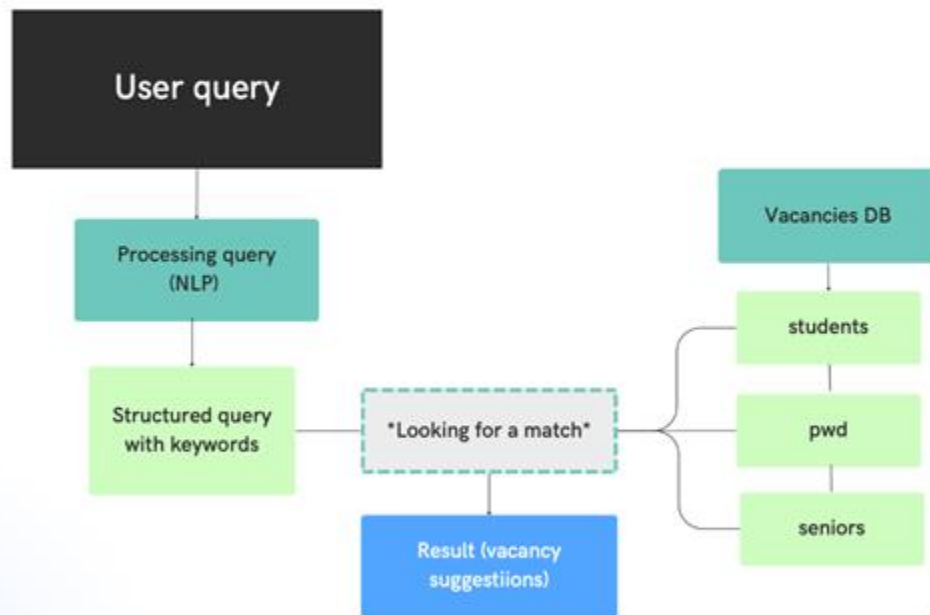 User query
Vacancies DB
Processing query
(NLP)
students
Structured query
with keywords
*Looking for a match*
pwd
seniors
Result (vacancy
suggestiions)